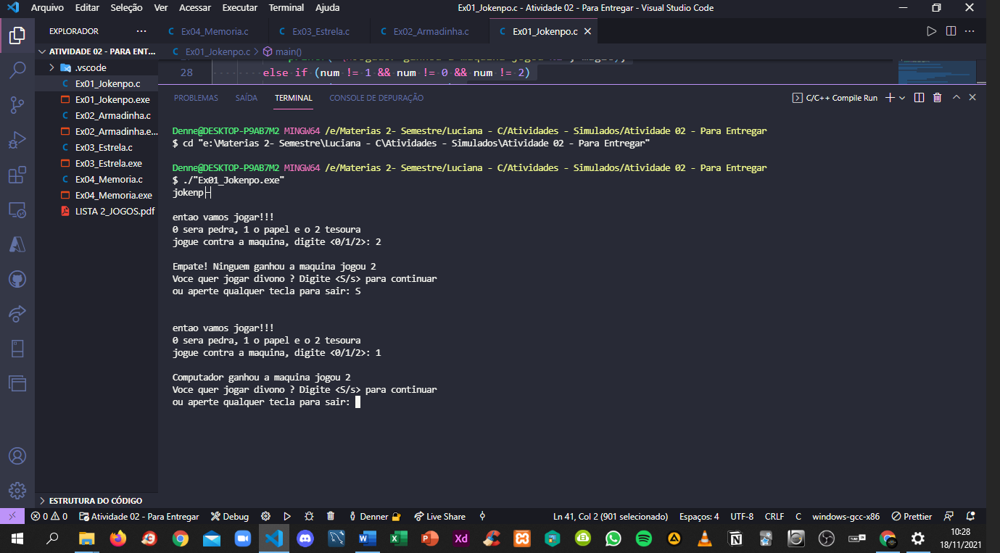 Arquivo Editar Seleção Ver Acessar Executar Terminal Ajuda
Ex01_Jokenpo.c - Atividade 02 - Para Entregar - Visual Studio Code
EXPLORADOR ···
C Ex04_Memoria.c C Ex03_Estrela.c C Ex02_Armadinha.c C Ex01_Jokenpo.c
ATIVIDADE 02 - PARA ENT...
C Ex01_Jokenpo.c > main()
.vscode
C Ex01_Jokenpo.c
Ex01_Jokenpo.exe
C Ex02_Armadinha.c
Ex02_Armadinha.e...
C Ex03_Estrela.c
Ex03_Estrela.exe
C Ex04_Memoria.c
Ex04_Memoria.exe
LISTA 2_JOGOS.pdf
28 else if (num != 1 && num != 0 && num != 2)
PROBLEMAS SAÍDA TERMINAL CONSOLE DE DEPURAÇÃO
C/C++ Compile Run
Denne@DESKTOP-P9AB7M2 MINGW64 /e/Materias 2- Semestre/Luciana - C/Atividades - Simulados/Atividade 02 - Para Entregar
$ cd "e:\Materias 2- Semestre\Luciana - C\Atividades - Simulados\Atividade 02 - Para Entregar"
Denne@DESKTOP-P9AB7M2 MINGW64 /e/Materias 2- Semestre/Luciana - C/Atividades - Simulados/Atividade 02 - Para Entregar
$ ./"Ex01_Jokenpo.exe"
jokenp
entao vamos jogar!!!
0 sera pedra, 1 o papel e o 2 tesoura
jogue contra a maquina, digite <0/1/2>: 2
Empate! Ninguem ganhou a maquina jogou 2
Voce quer jogar divono ? Digite <S/s> para continuar
ou aperte qualquer tecla para sair: S
entao vamos jogar!!!
0 sera pedra, 1 o papel e o 2 tesoura
jogue contra a maquina, digite <0/1/2>: 1
Computador ganhou a maquina jogou 2
Voce quer jogar divono ? Digite <S/s> para continuar
ou aperte qualquer tecla para sair:
ESTRUTURA DO CÓDIGO
0 0 Atividade 02 - Para Entregar Debug Denner Live Share
Ln 41, Col 2 (901 selecionado) Espaços: 4 UTF-8 CRLF C windows-gcc-x86 Prettier
10:28
18/11/2021